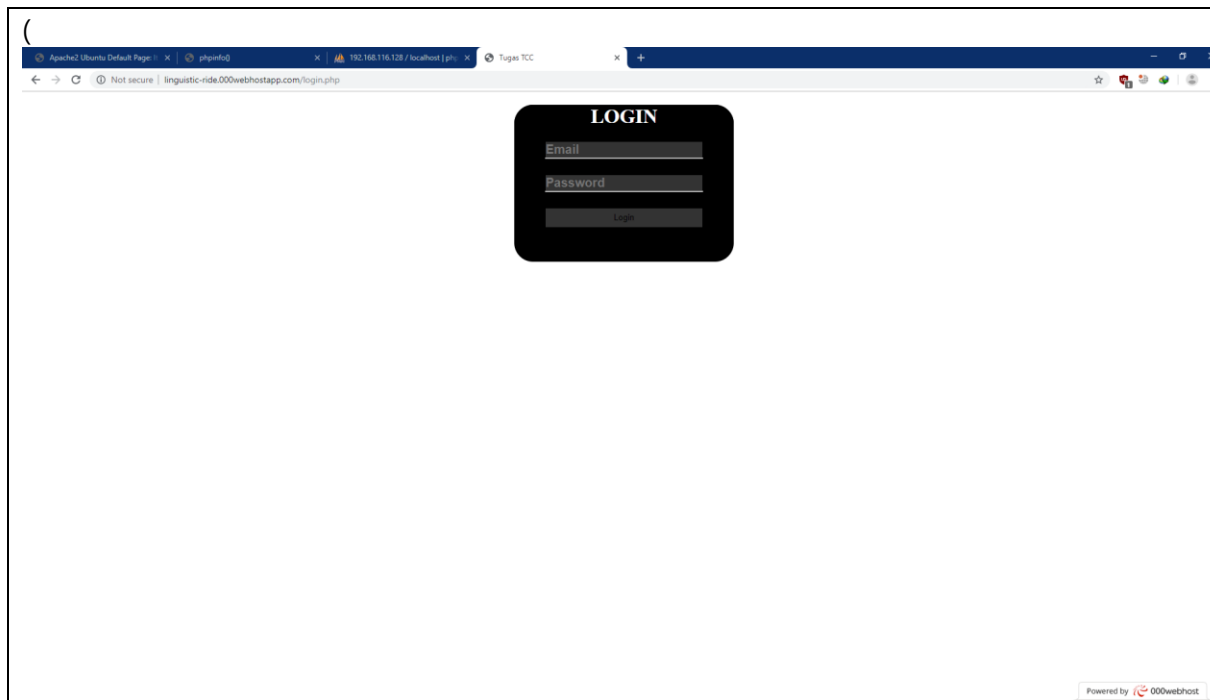 (
Apache2 Ubuntu Default Page: I
phpinfo()
192.168.116.128 / localhost | php
Tugas TCC
Not secure | linguistic-ride.000webhostapp.com/login.php
LOGIN
Email
Password
Login
Powered by 000webhost